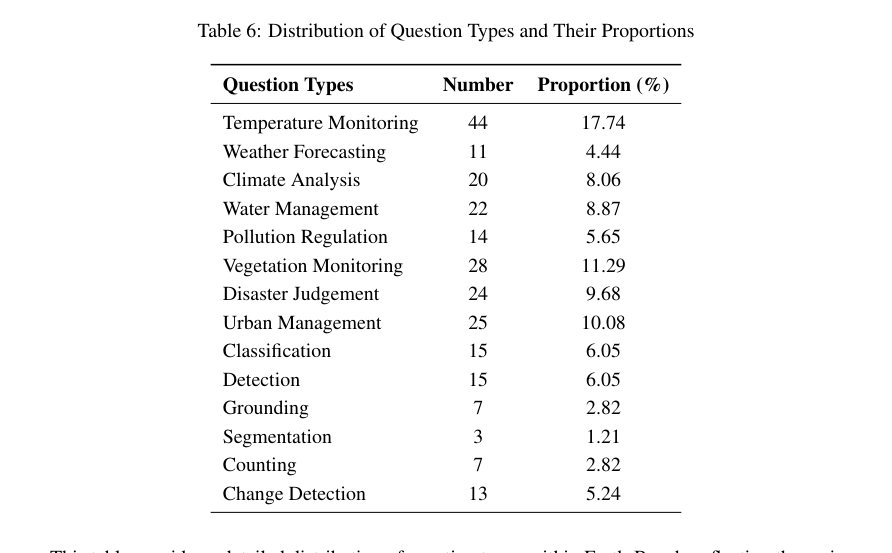 Table 6: Distribution of Question Types and Their Proportions
Question Types Number Proportion (%)
Temperature Monitoring 44 17.74
Weather Forecasting 11 4.44
Climate Analysis 20 8.06
Water Management 22 8.87
Pollution Regulation 14 5.65
Vegetation Monitoring 28 11.29
Disaster Judgement 24 9.68
Urban Management 25 10.08
Classification 15 6.05
Detection 15 6.05
Grounding 7 2.82
Segmentation 3 1.21
Counting 7 2.82
Change Detection 13 5.24